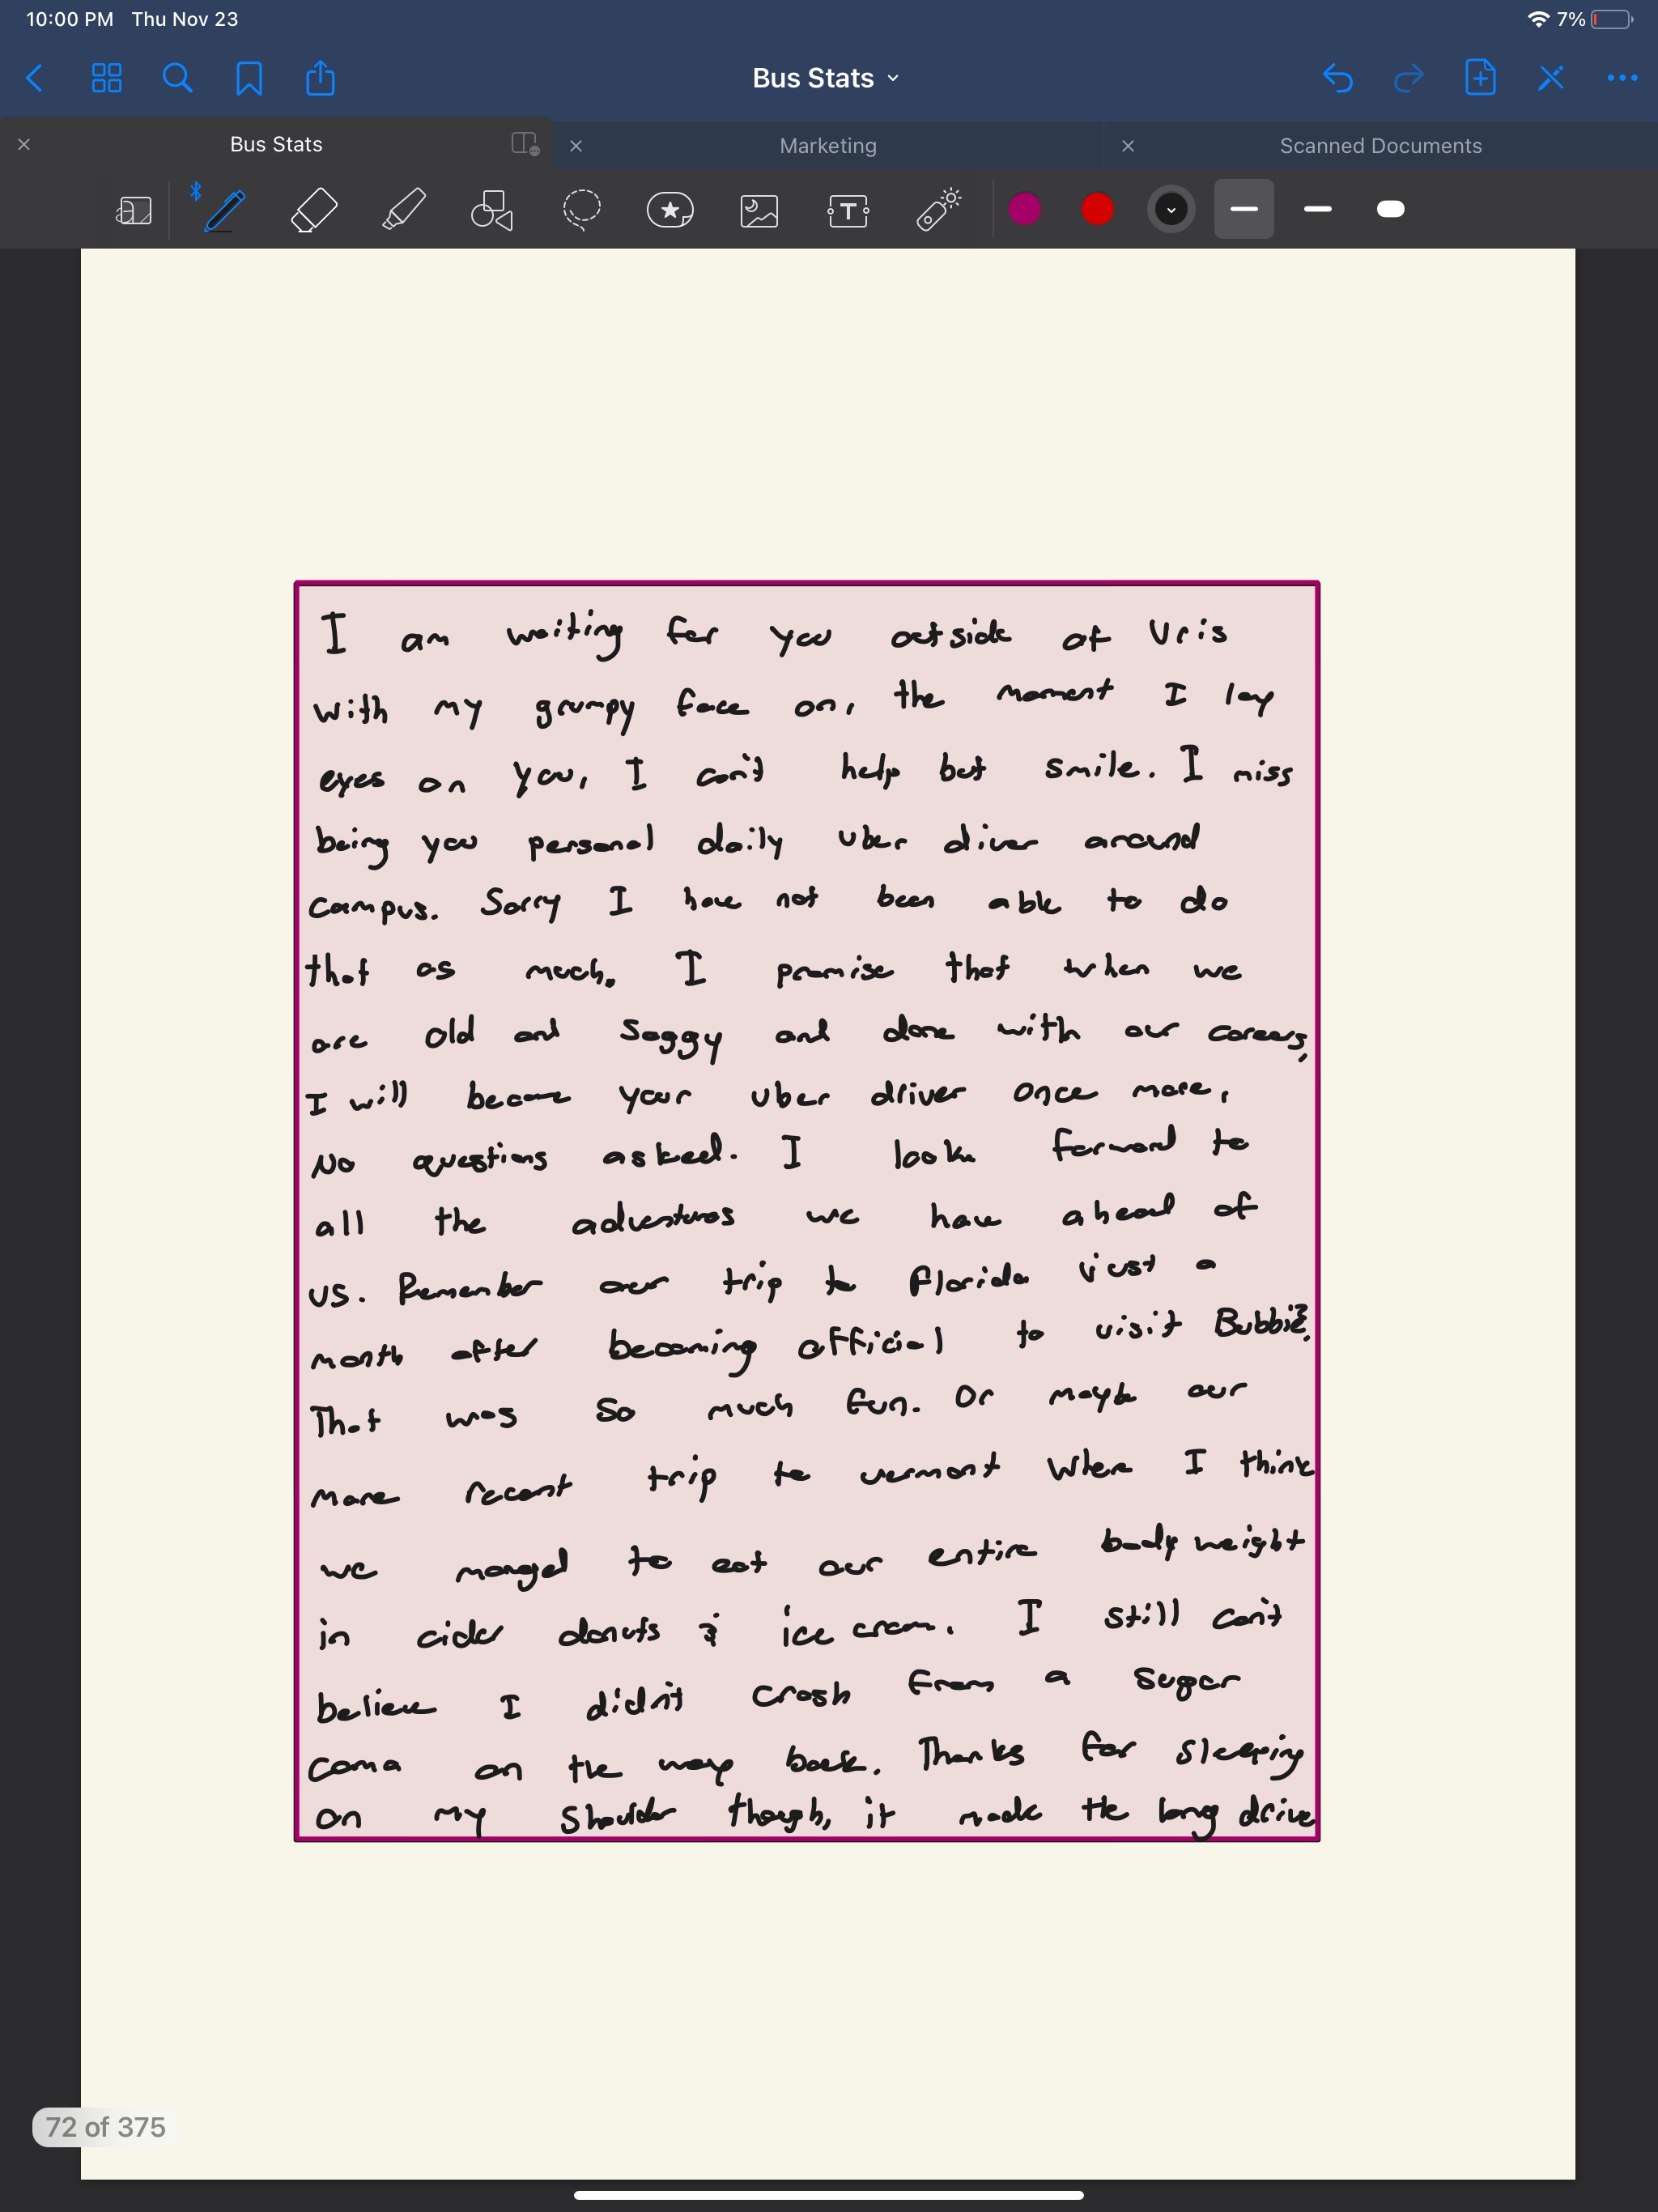 10:00 PM Thu Nov 23 7%
Bus Stats
Bus Stats Marketing Scanned Documents
I am waiting for you outside of Uris
with my grumpy face on, the moment I lay
eyes on you, I can't help but smile. I miss
being you personal daily uber diver around
campus. Sorry I have not been able to do
that as much. I promise that when we
are old and saggy and done with our careers,
I will become your uber driver once more,
No questions asked. I look forward to
all the adventures we have ahead of
us. Remember our trip to florida just a
month after becoming official to visit Bubbie?
That was so much fun. Or maybe our
more recent trip to vermont when I think
we managed to eat our entire body weight
in cider donuts & ice cream. I still can't
believe I didn't crash from a sugar
coma on the way back. Thanks for sleeping
on my shoulder though, it made the long drive
72 of 375